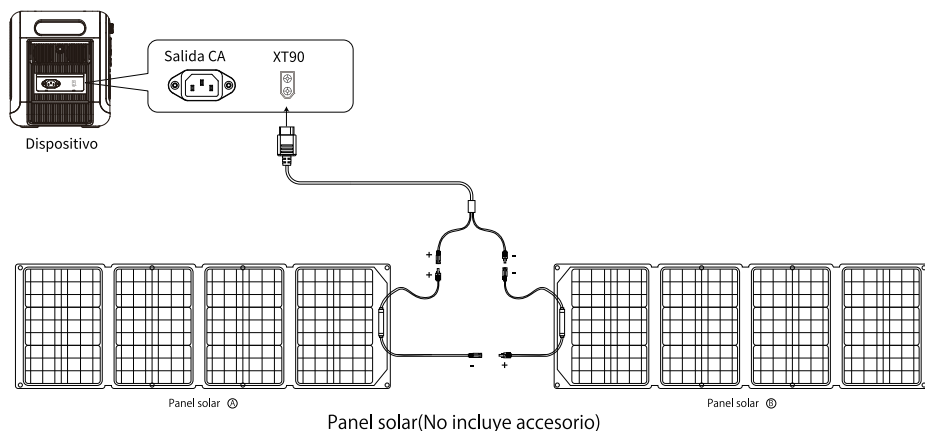 Salida CA
XT90
Dispositivo
+ -
+ -
- +
Panel solar Ⓐ
Panel solar Ⓑ
Panel solar(No incluye accesorio)